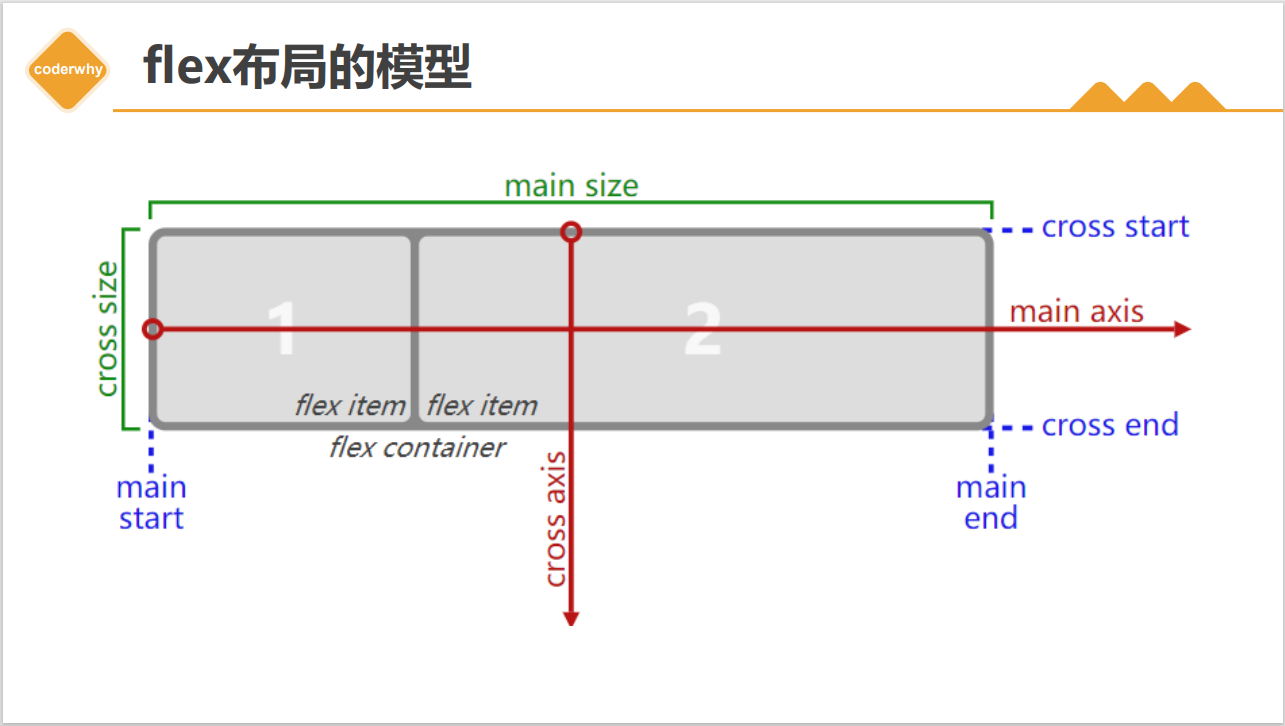 coderwhy
flex布局的模型
main size
cross start
cross size
1
2
main axis
flex item
flex item
cross end
flex container
cross axis
main
start
main
end